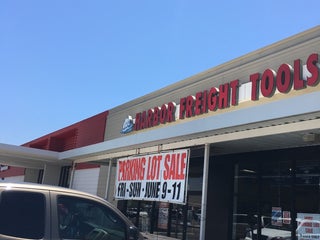 HARBOR FREIGHT TOOLS
PARKING LOT SALE
FRI-SUN-JUNE 9-11